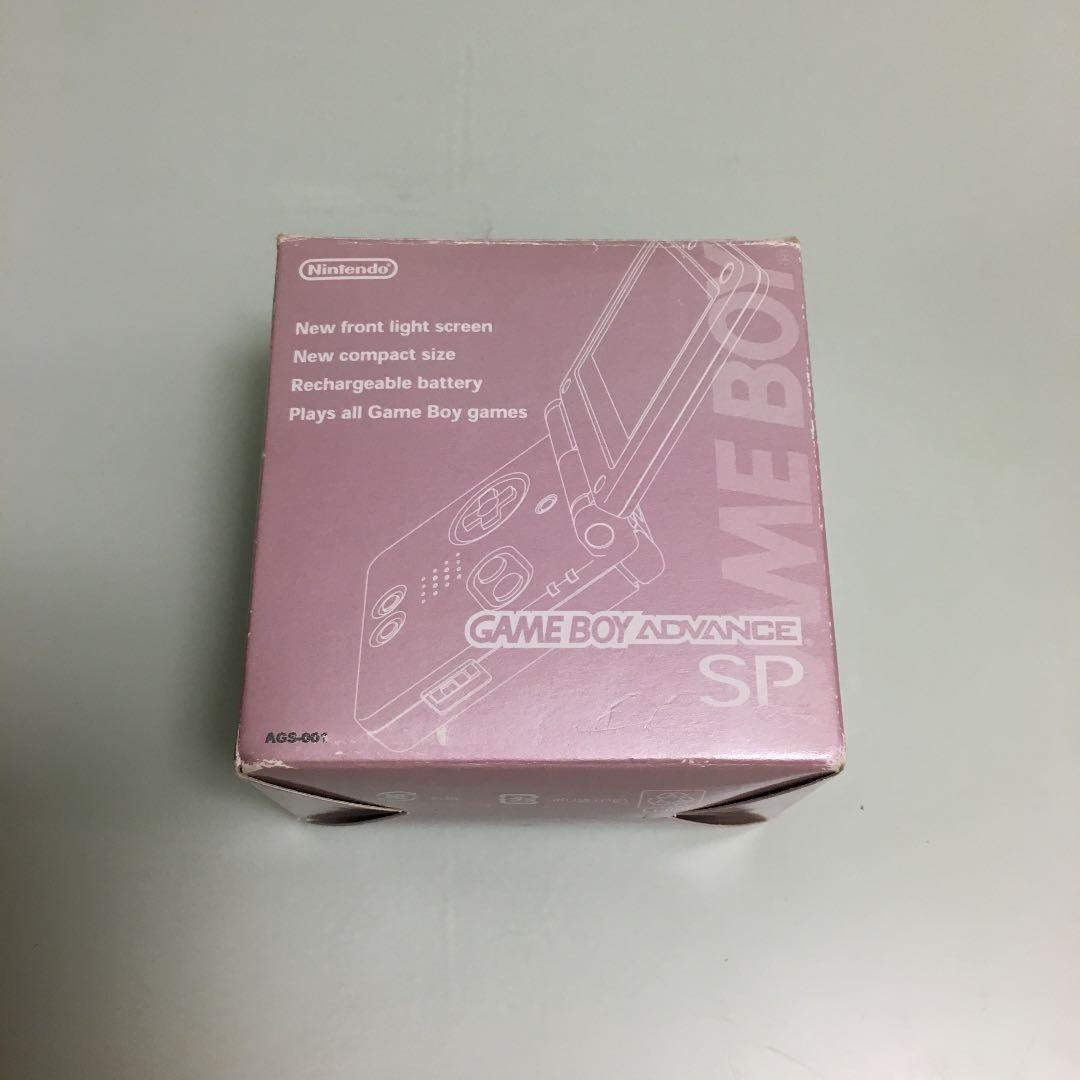 Nintendo®
New front light screen
New compact size
Rechargeable battery
Plays all Game Boy games
GAME BOY®
GAME BOY ADVANCE
SP
AGS-001